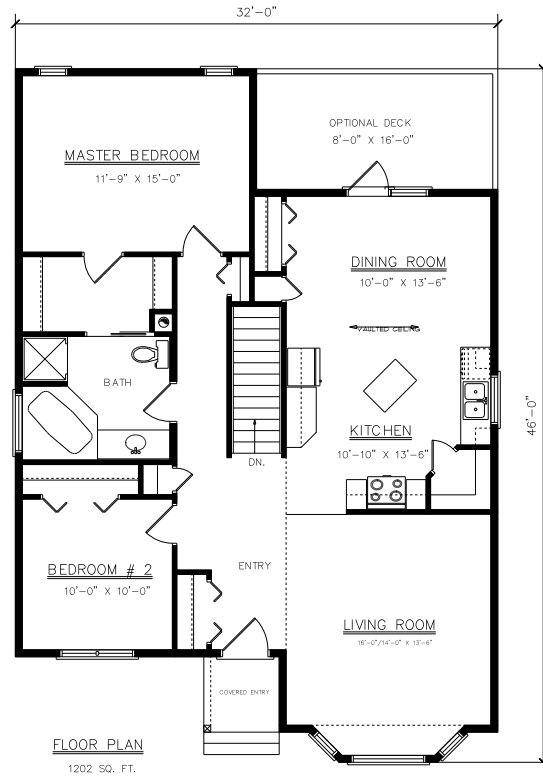 32'-0"
OPTIONAL DECK
8'-0" X 16'-0"
MASTER BEDROOM
11'-9" X 15'-0"
DINING ROOM
10'-0" X 13'-6"
VAULTED CEILING
BATH
46'-0"
KITCHEN
10'-10" X 13'-6"
DN.
ENTRY
BEDROOM # 2
10'-0" X 10'-0"
LIVING ROOM
16'-0"/14'-0" X 13'-6"
COVERED ENTRY
FLOOR PLAN
1202 SQ. FT.